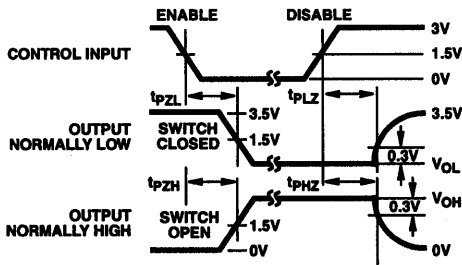 ENABLE DISABLE
3V
CONTROL INPUT 1.5V
0V
tPZL tPLZ
3.5V 3.5V
OUTPUT SWITCH
NORMALLY LOW CLOSED 1.5V 0.3V
VOL
tPZH tPHZ
VOH
OUTPUT SWITCH 0.3V
NORMALLY HIGH OPEN 1.5V
0V 0V